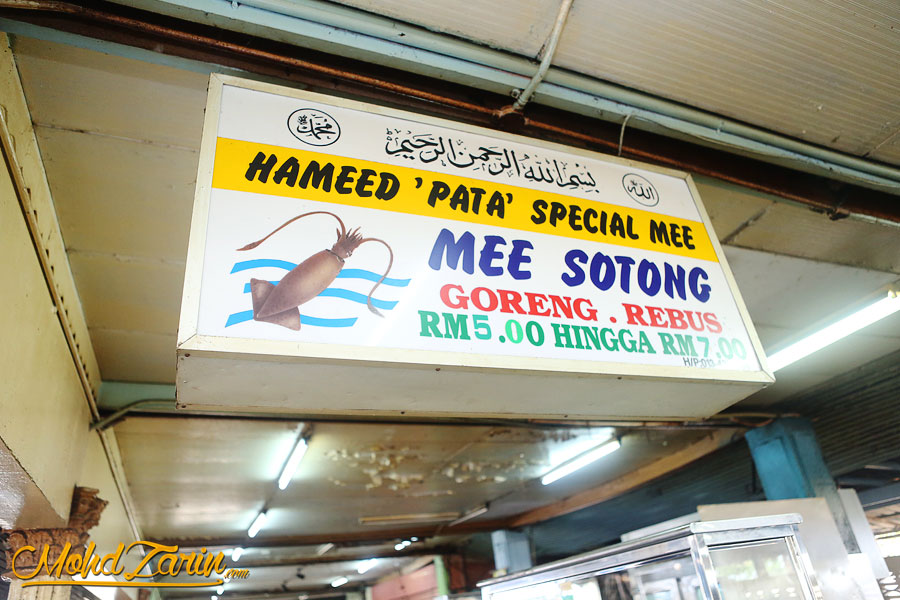 محمد
بسم الله الرحمن الرحيم
الله
HAMEED 'PATA' SPECIAL MEE
MEE SOTONG
GORENG . REBUS
RM5.00 HINGGA RM7.00
H/P:013
MohdZarin.com